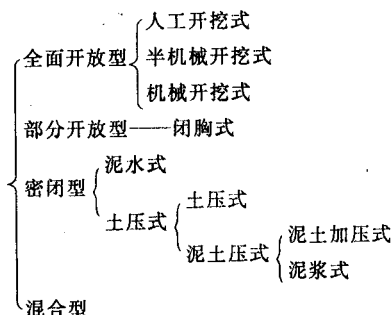 人工开挖式
全面开放型
半机械开挖式
机械开挖式
部分开放型——闭胸式
泥水式
密闭型
土压式
土压式
泥土加压式
泥土压式
泥浆式
混合型